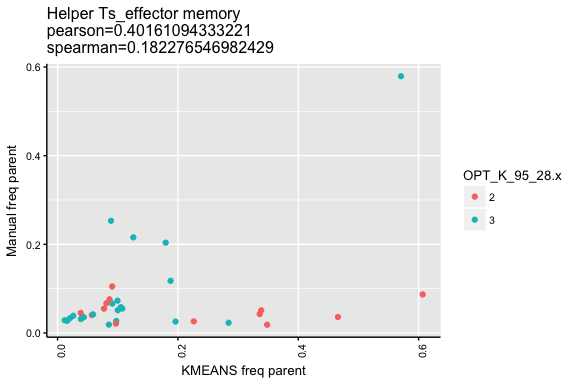 Helper Ts_effector memory
pearson=0.40161094333221
spearman=0.182276546982429
0.6
0.4
0.2
0.0
Manual freq parent
0.0
0.2
0.4
0.6
KMEANS freq parent
OPT_K_95_28.x
2
3